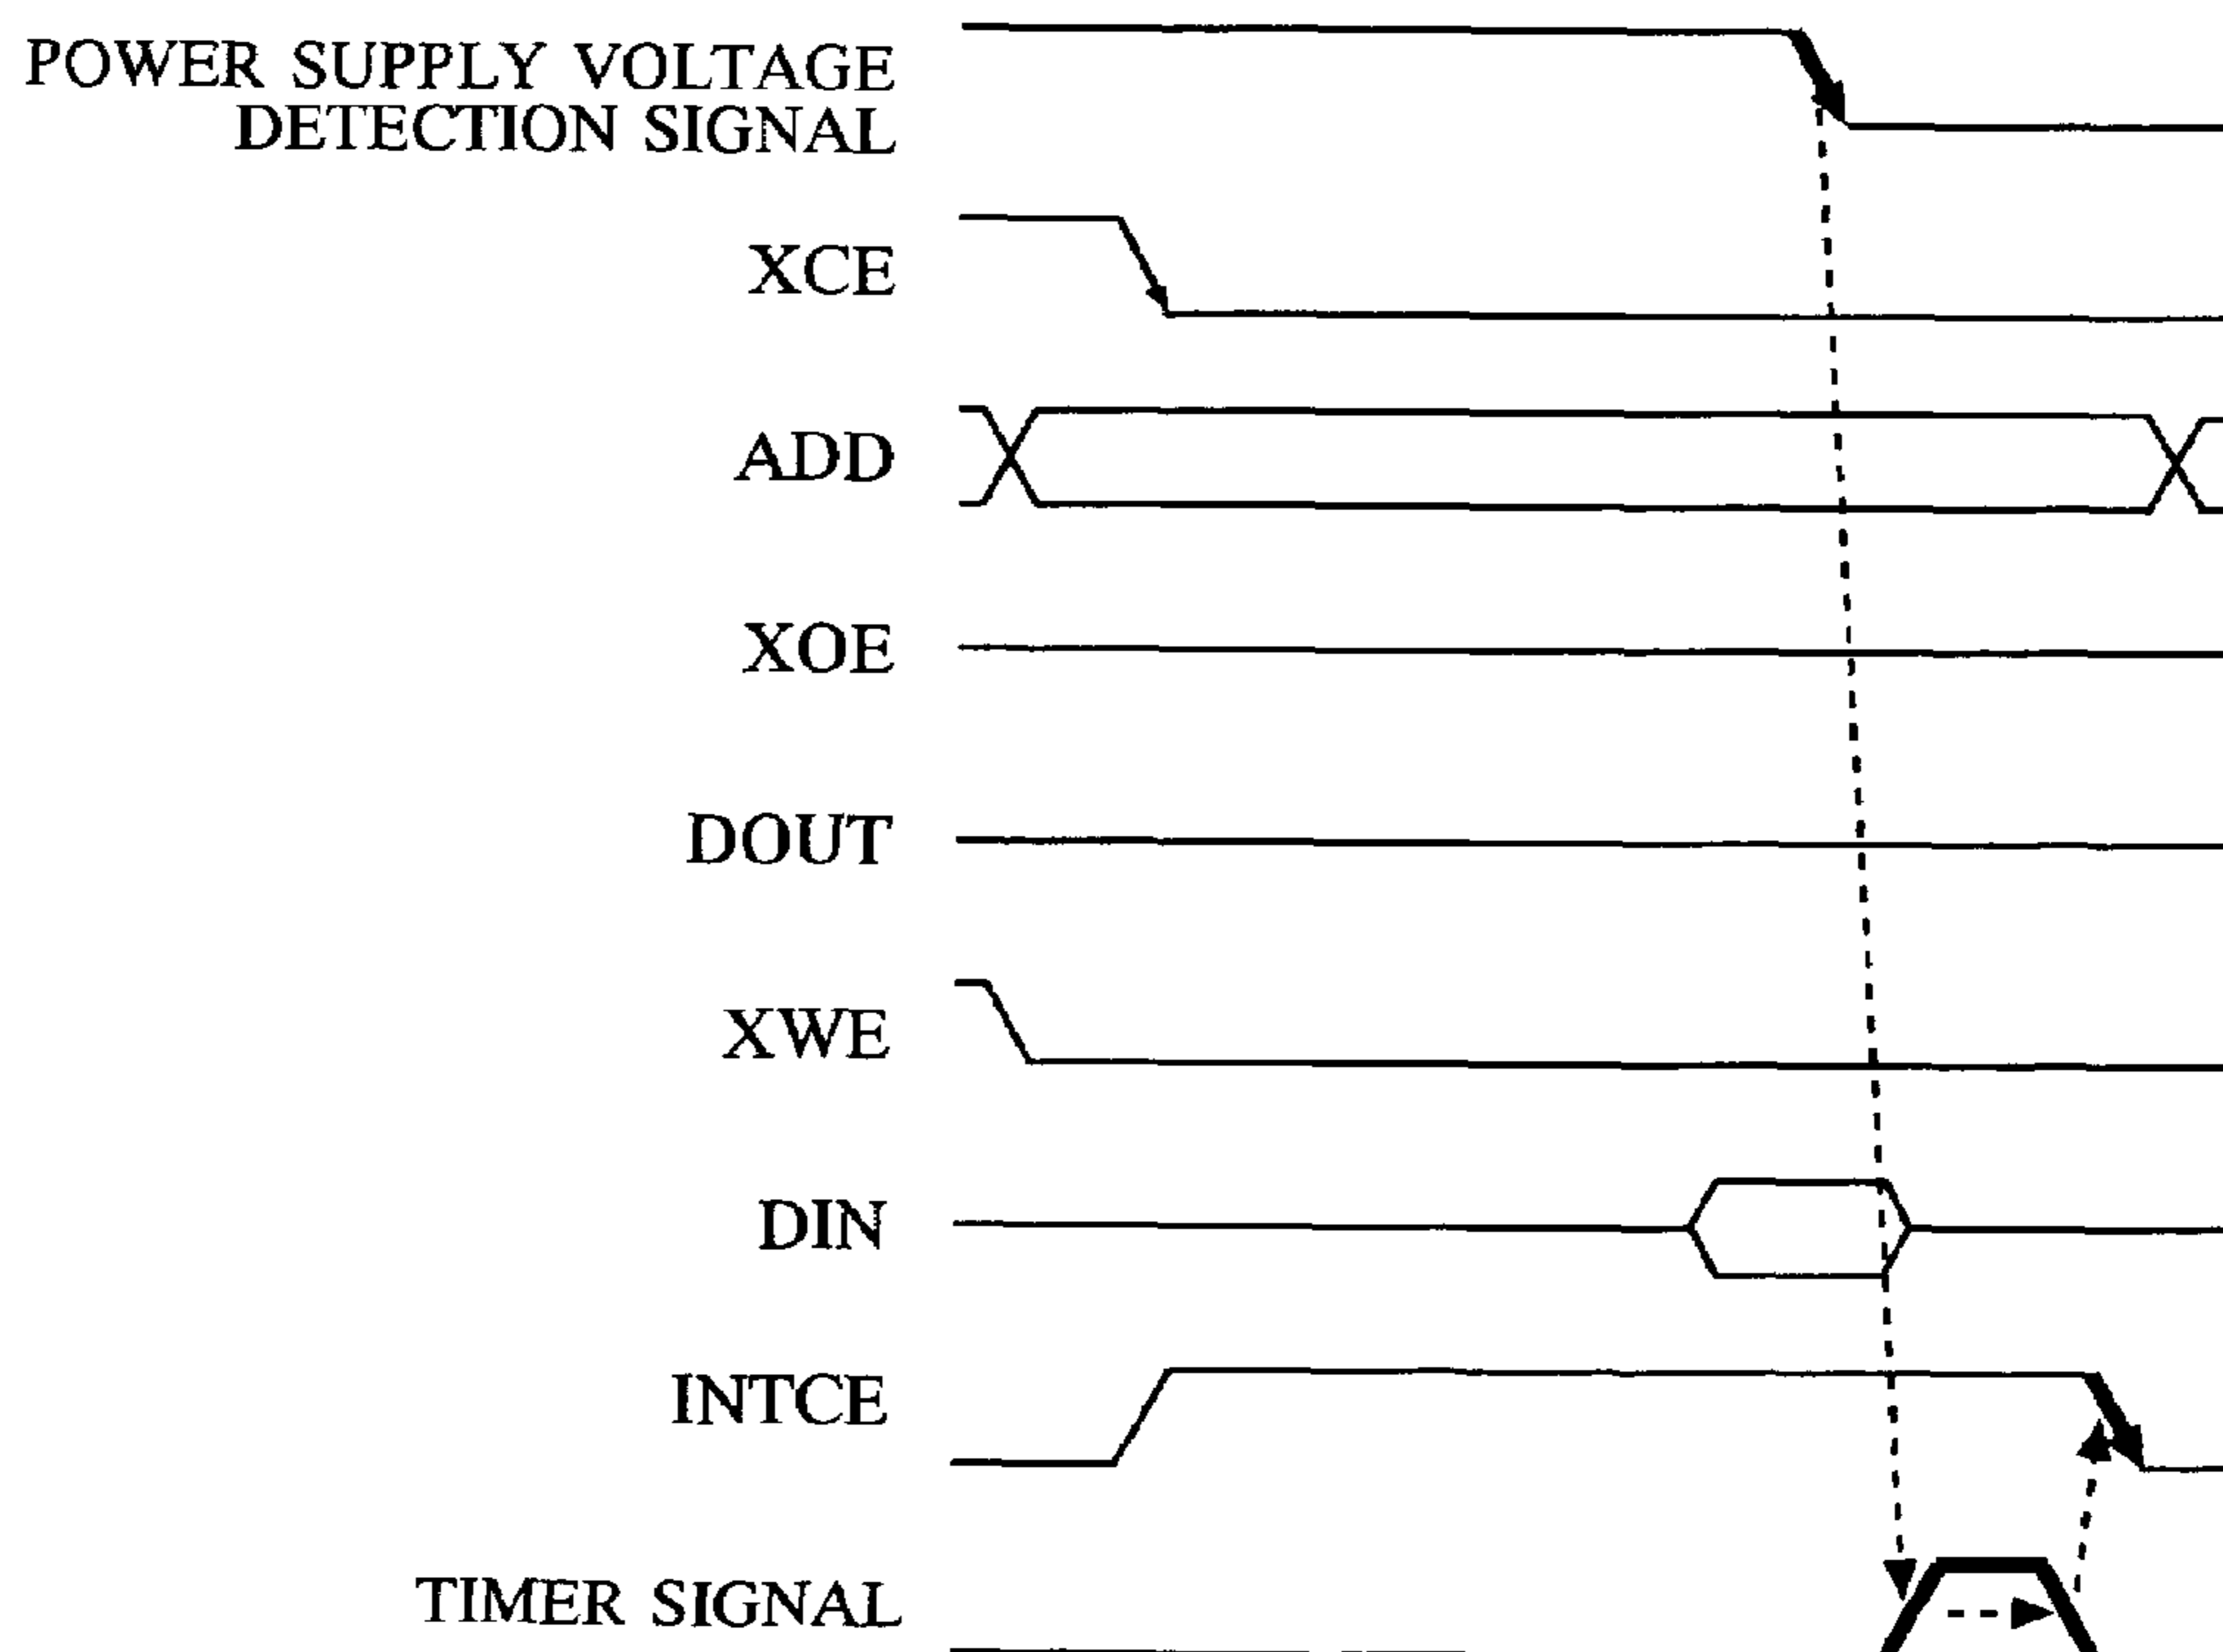 POWER SUPPLY VOLTAGE
DETECTION SIGNAL
XCE
ADD
XOE
DOUT
XWE
DIN
INTCE
TIMER SIGNAL